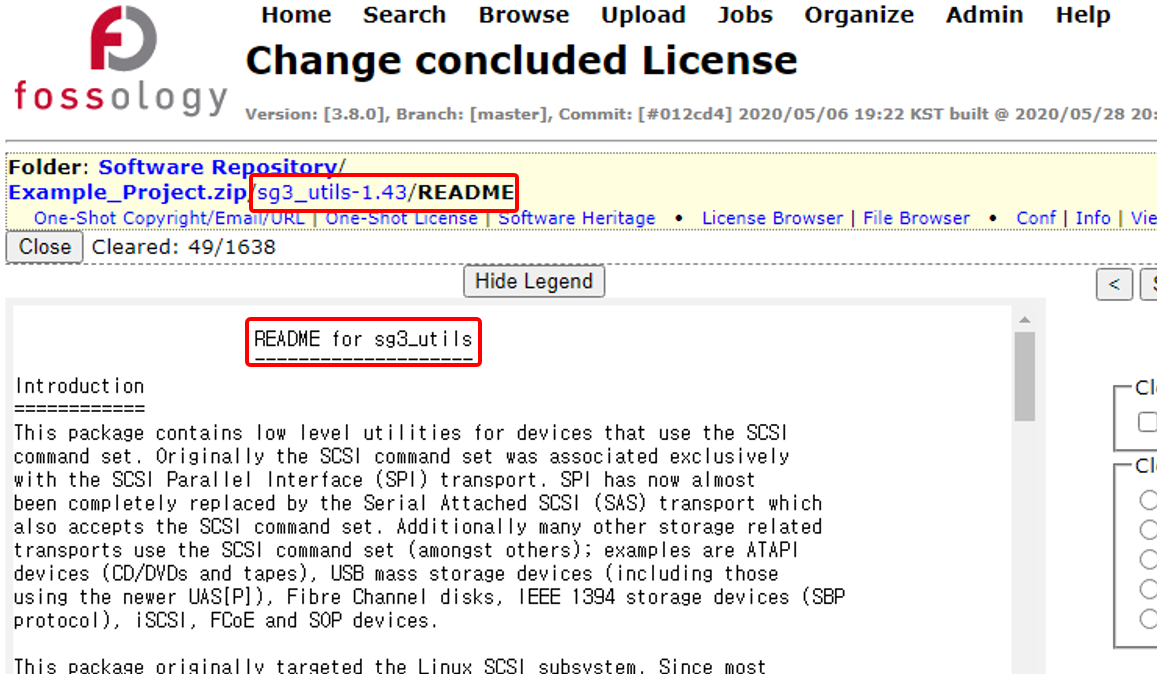 Home Search Browse Upload Jobs Organize Admin Help
fossology
Change concluded License
Version: [3.8.0], Branch: [master], Commit: [#012cd4] 2020/05/06 19:22 KST built @ 2020/05/28 20:
Folder: Software Repository/
Example_Project.zip/sg3_utils-1.43/README
One-Shot Copyright/Email/URL | One-Shot License | Software Heritage • License Browser | File Browser • Conf | Info | Vie
Close Cleared: 49/1638
Hide Legend
<
README for sg3_utils
--------------------
Introduction
============
This package contains low level utilities for devices that use the SCSI
command set. Originally the SCSI command set was associated exclusively
with the SCSI Parallel Interface (SPI) transport. SPI has now almost
been completely replaced by the Serial Attached SCSI (SAS) transport which
also accepts the SCSI command set. Additionally many other storage related
transports use the SCSI command set (amongst others); examples are ATAPI
devices (CD/DVDs and tapes), USB mass storage devices (including those
using the newer UAS[P]), Fibre Channel disks, IEEE 1394 storage devices (SBP
protocol), iSCSI, FCoE and SOP devices.
This package originally targeted the Linux SCSI subsystem. Since most